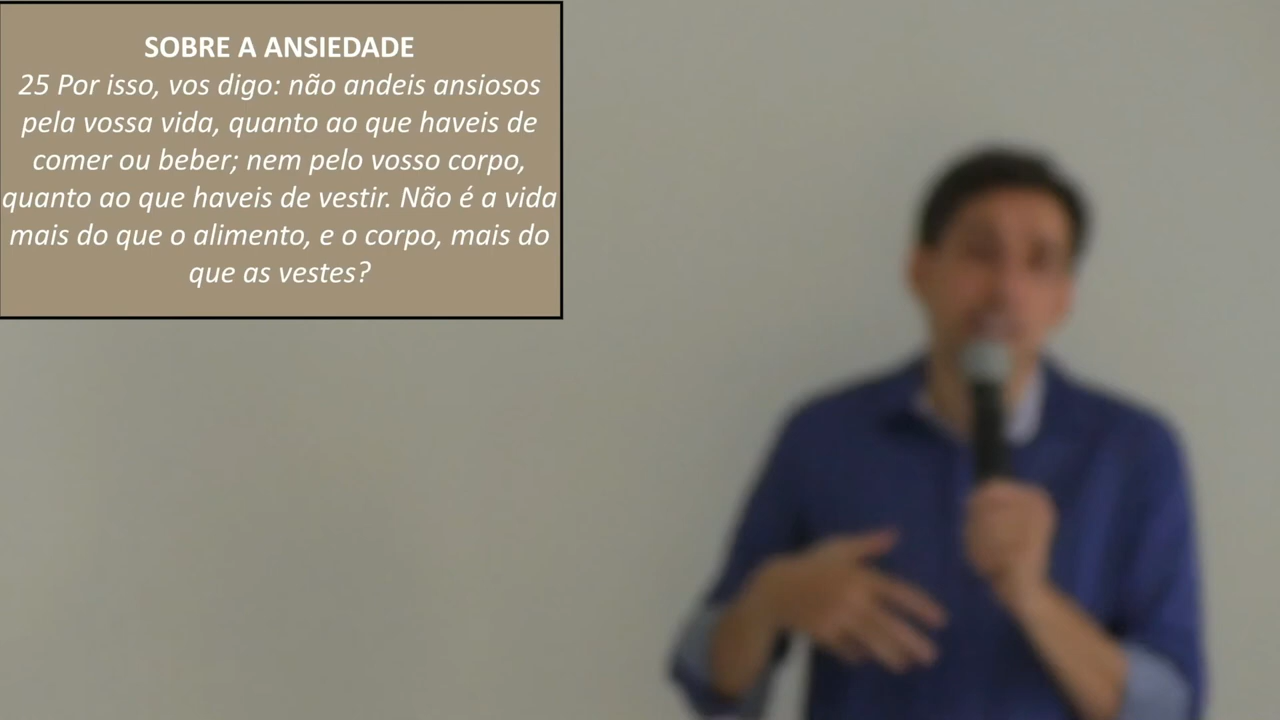 SOBRE A ANSIEDADE
25 Por isso, vos digo: não andeis ansiosos
pela vossa vida, quanto ao que haveis de
comer ou beber; nem pelo vosso corpo,
quanto ao que haveis de vestir. Não é a vida
mais do que o alimento, e o corpo, mais do
que as vestes?